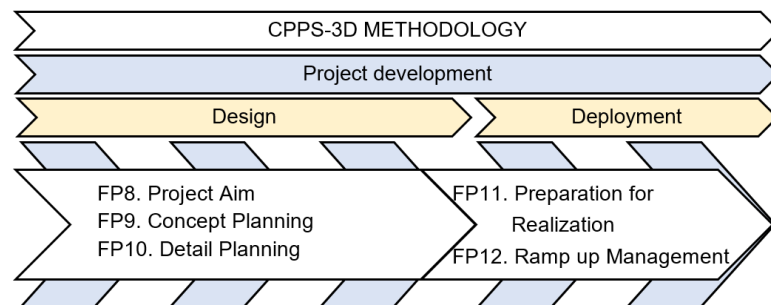 CPPS-3D METHODOLOGY
Project development
Design
Deployment
FP8. Project Aim
FP9. Concept Planning
FP10. Detail Planning
FP11. Preparation for
Realization
FP12. Ramp up Management